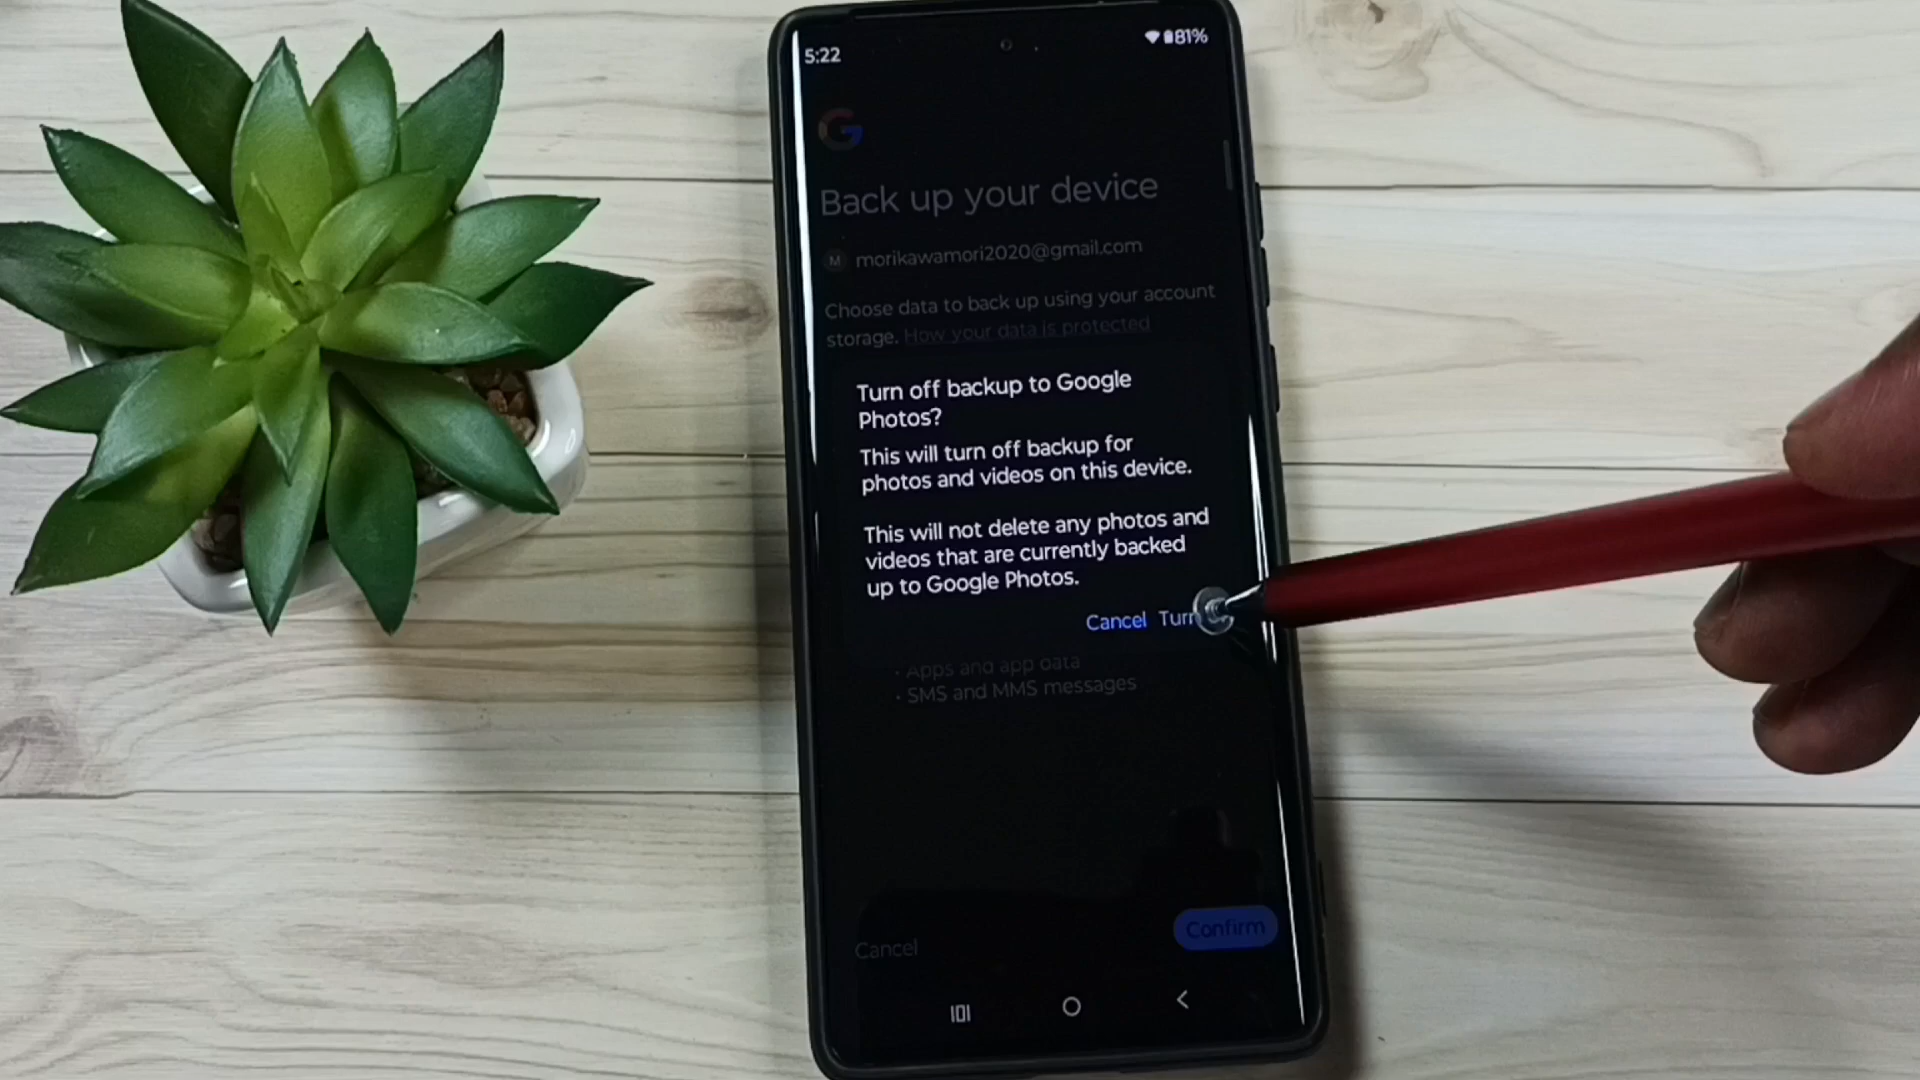 5:22
81%
G
Back up your device
M morikawamori2020@gmail.com
Choose data to back up using your account
storage. How your data is protected
Turn off backup to Google
Photos?
This will turn off backup for
photos and videos on this device.
This will not delete any photos and
videos that are currently backed
up to Google Photos.
Cancel Turn
• Apps and app data
• SMS and MMS messages
Cancel
Confirm